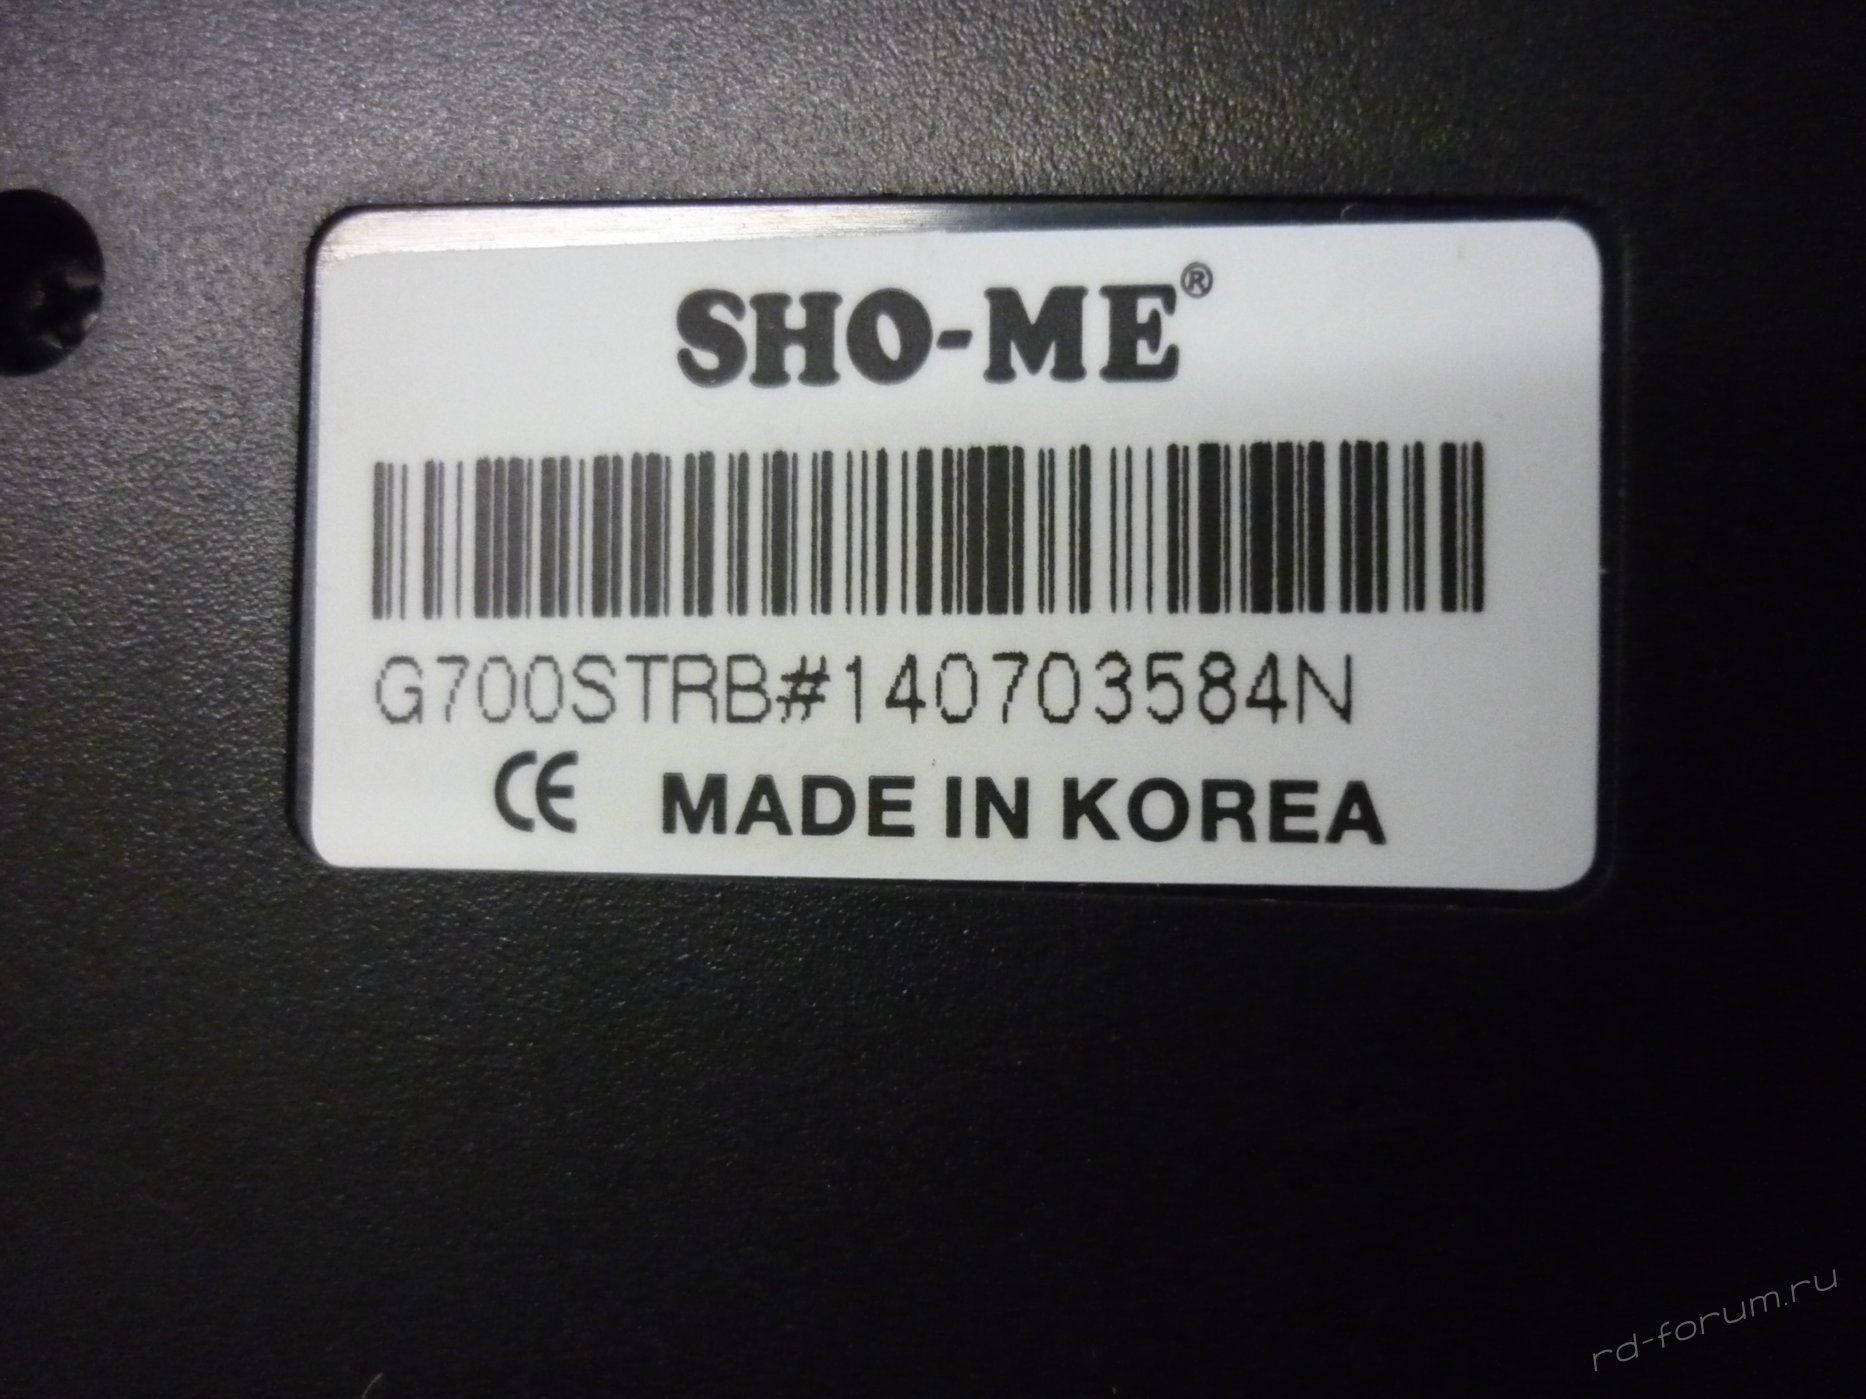 SHO-ME®
G700STRB#140703584N
CE MADE IN KOREA
rd-forum.ru